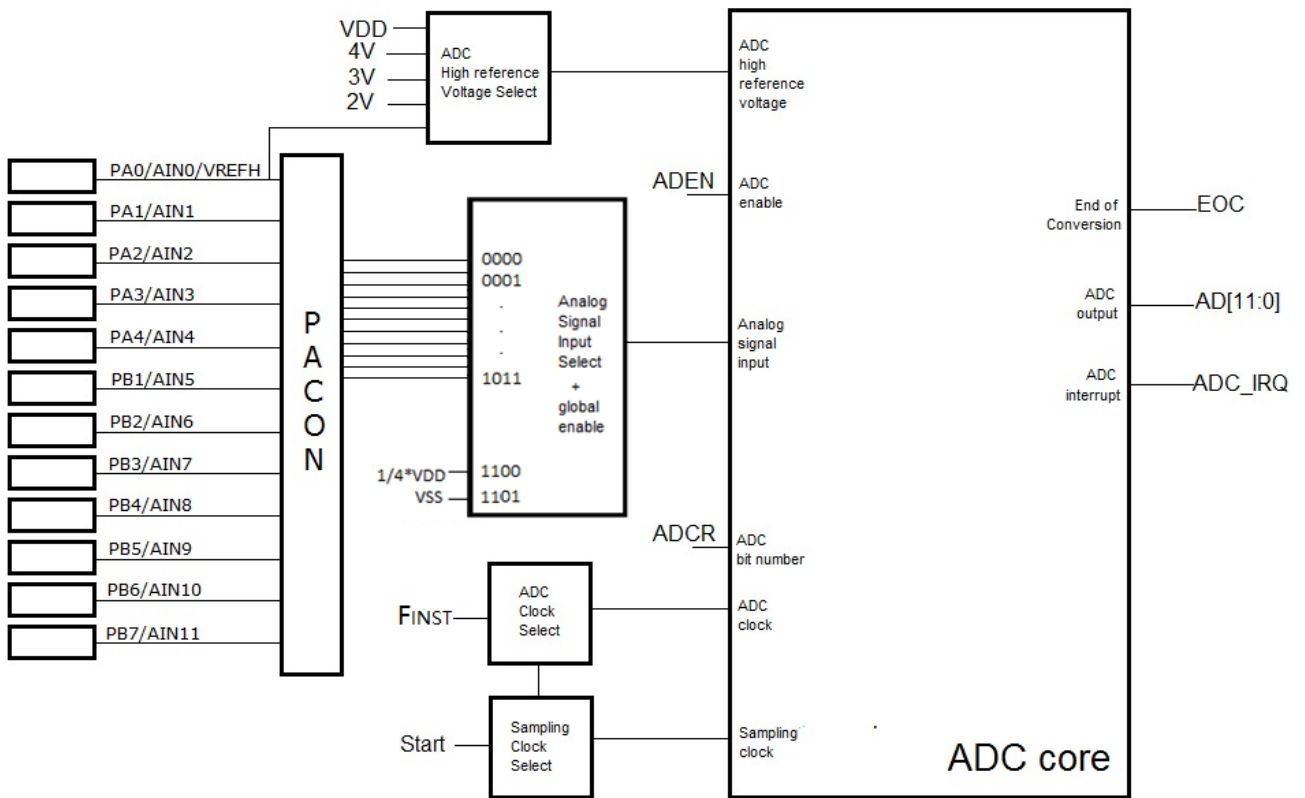 VDD
4V
3V
2V
ADC
High reference
Voltage Select
ADC
high
reference
voltage
PA0/AIN0/VREFH
PA1/AIN1
PA2/AIN2
PA3/AIN3
PA4/AIN4
PB1/AIN5
PB2/AIN6
PB3/AIN7
PB4/AIN8
PB5/AIN9
PB6/AIN10
PB7/AIN11
P
A
C
O
N
0000
0001
.
.
.
1011
1/4*VDD
1100
VSS
1101
Analog
Signal
Input
Select
+
global
enable
ADEN
ADC
enable
Analog
signal
input
ADCR
ADC
bit number
FINST
ADC
Clock
Select
ADC
clock
Start
Sampling
Clock
Select
Sampling
clock
End of
Conversion
EOC
ADC
output
AD[11:0]
ADC
interrupt
ADC_IRQ
ADC core